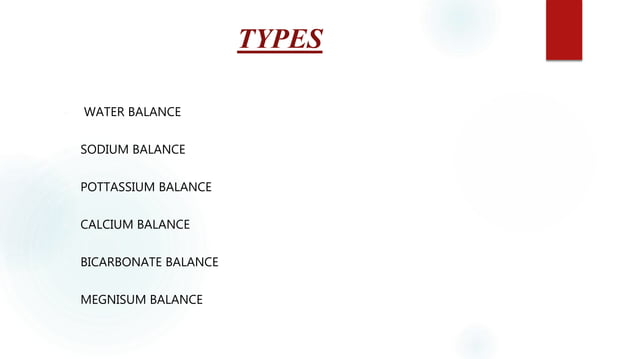 TYPES
WATER BALANCE
SODIUM BALANCE
POTTASSIUM BALANCE
CALCIUM BALANCE
BICARBONATE BALANCE
MEGNISUM BALANCE